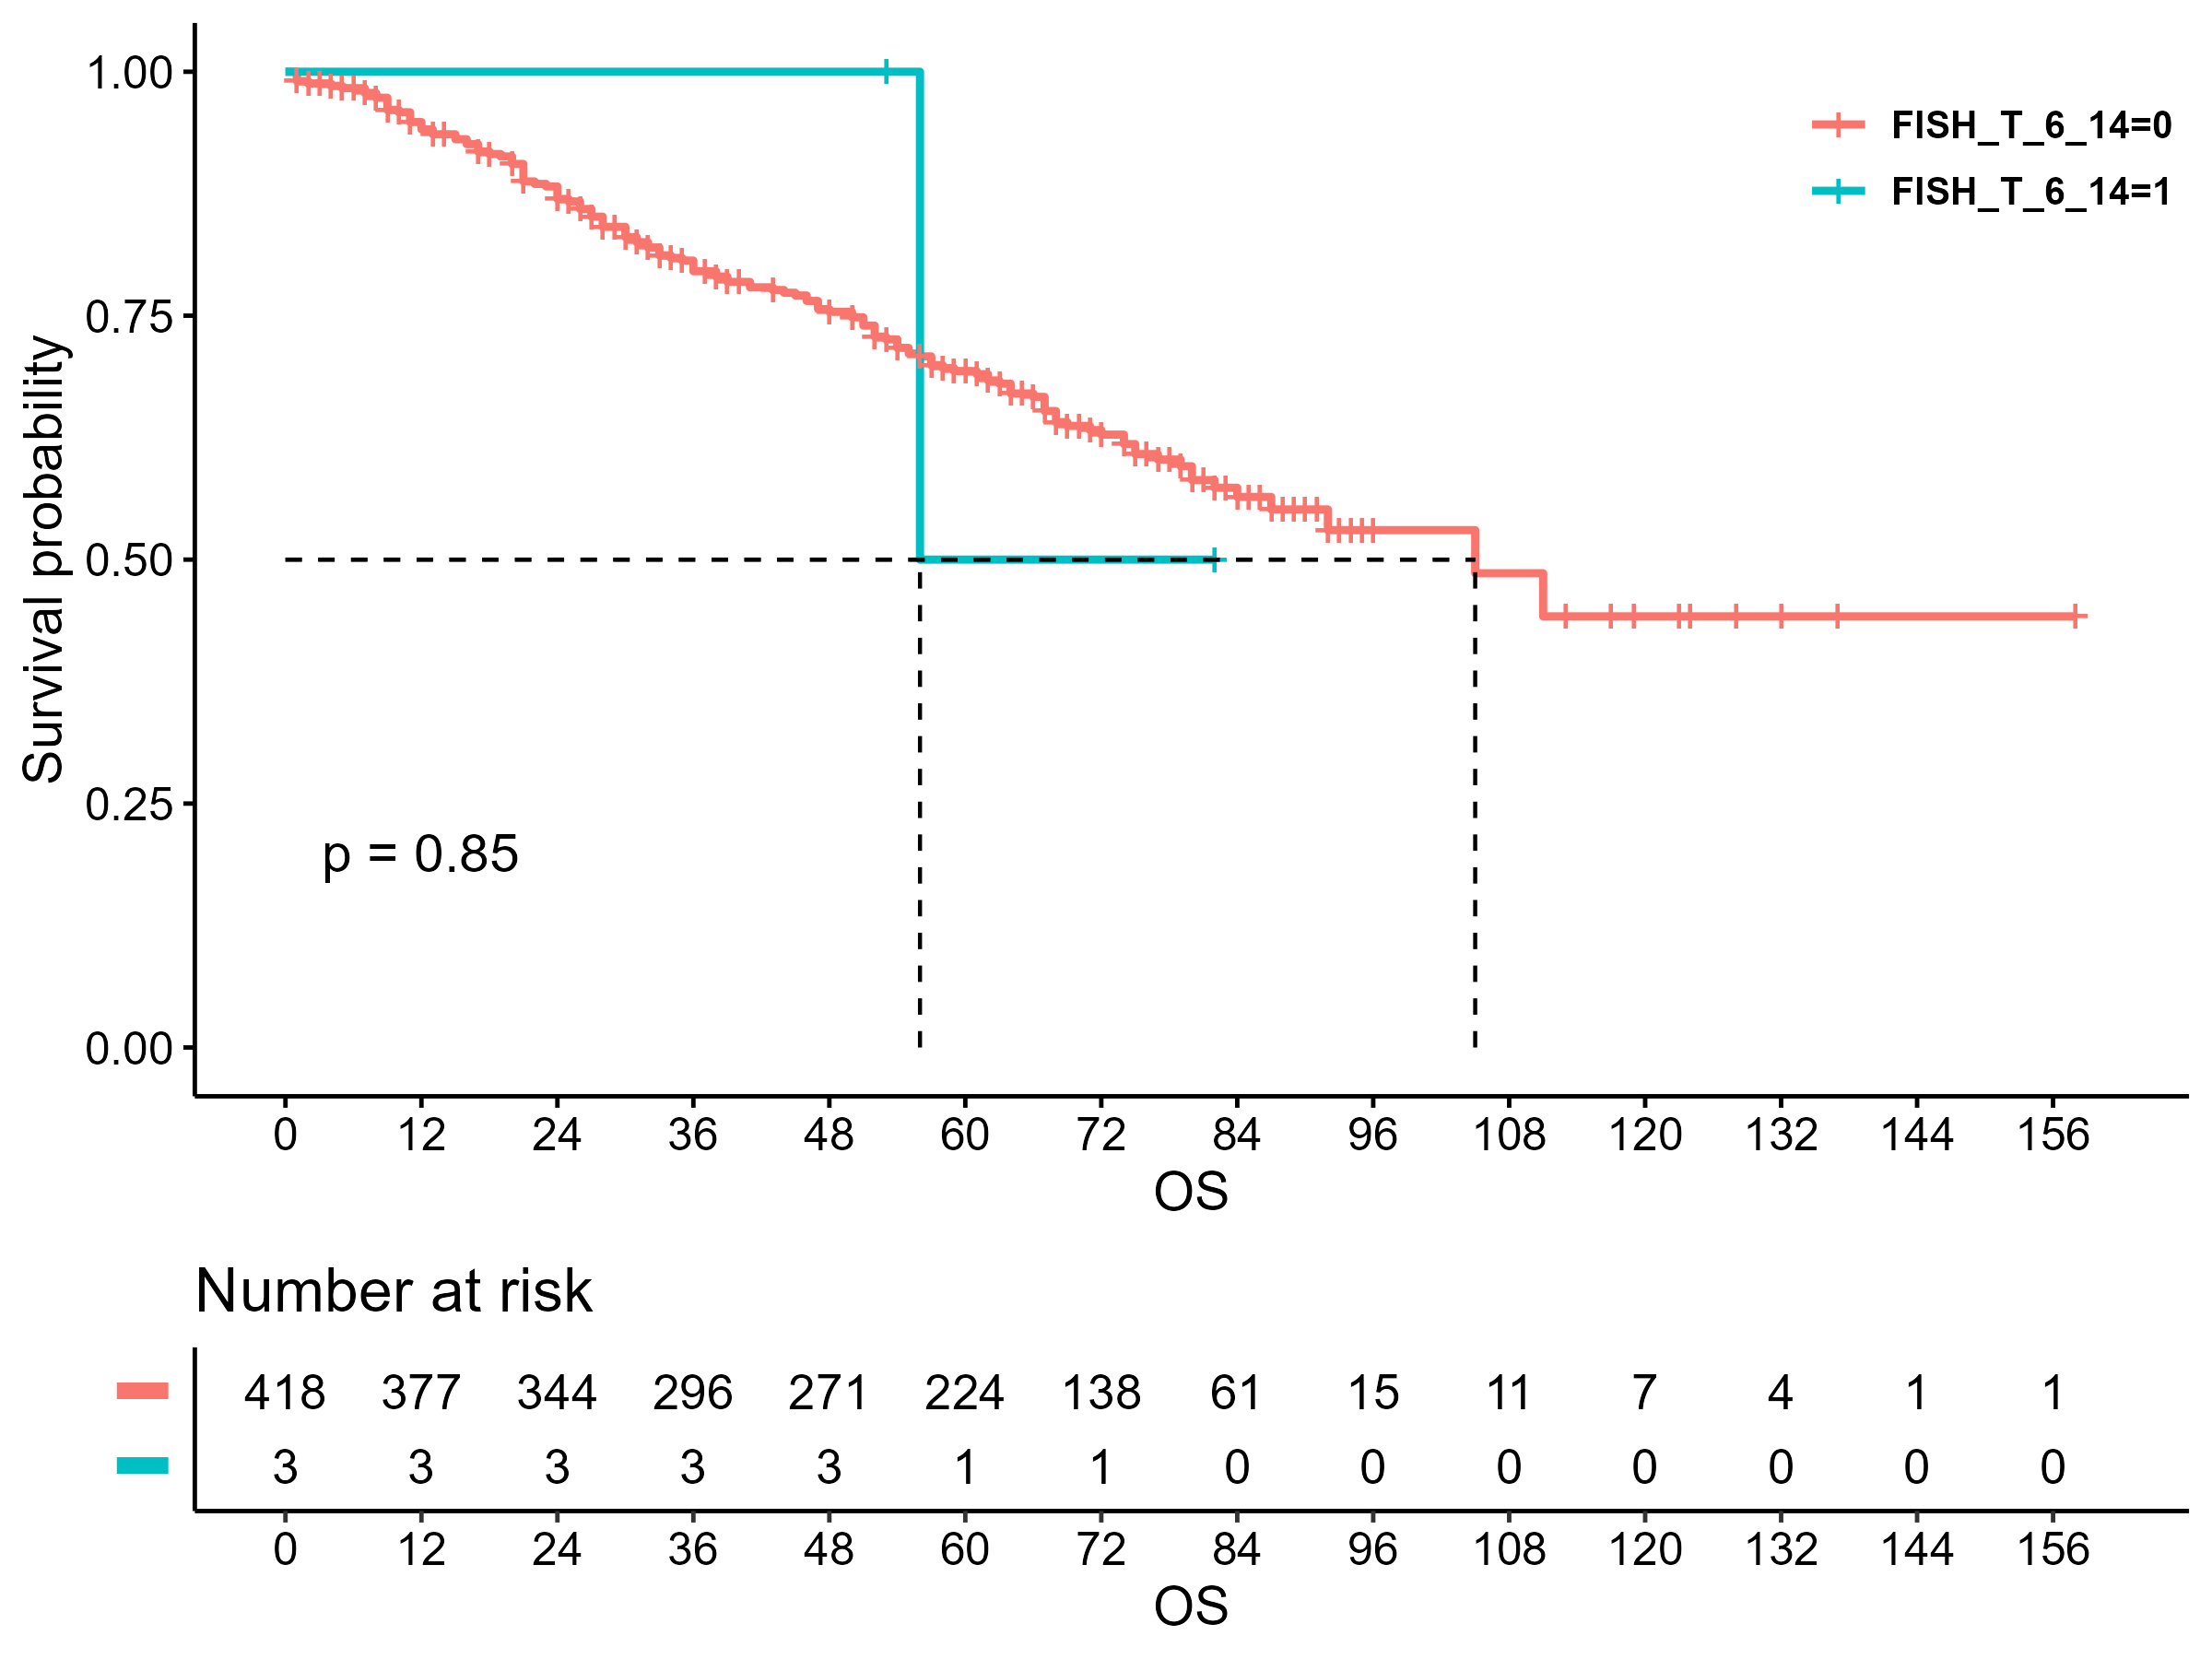 1.00
0.75
0.50
0.25
0.00
Survival probability
FISH_T_6_14=0
FISH_T_6_14=1
p = 0.85
0 12 24 36 48 60 72 84 96 108 120 132 144 156
OS
Number at risk
418 377 344 296 271 224 138 61 15 11 7 4 1 1
3 3 3 3 3 1 1 0 0 0 0 0 0 0
0 12 24 36 48 60 72 84 96 108 120 132 144 156
OS